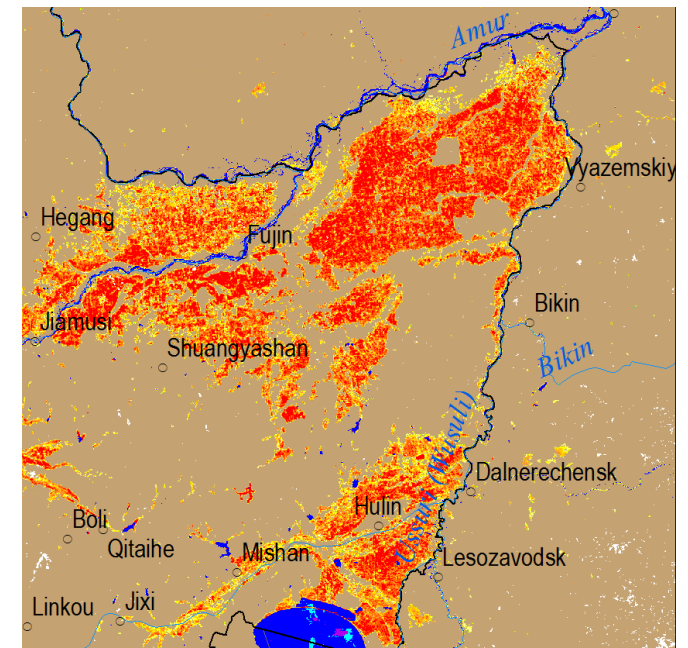 Amur
Vyazemskiy
Hegang
Fujin
Bikin
Jiamusi
Shuangyashan
Bikin
Ussuri (Wusuli)
Dalnerechensk
Hulin
Boli
Qitaihe
Mishan
Lesozavodsk
Jixi
Linkou